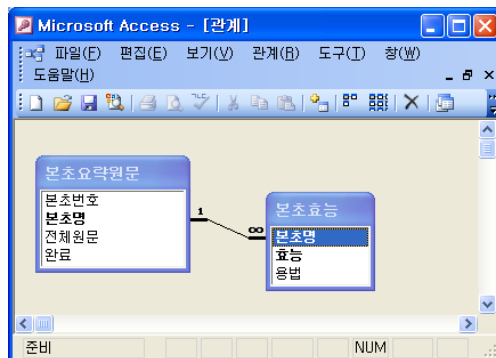 Microsoft Access - [관계]
파일(F) 편집(E) 보기(V) 관계(R) 도구(T) 창(W)
도움말(H)
본초요략원문
본초번호
본초명
전체원문
완료
1
∞
본초효능
본초명
효능
용법
준비 NUM